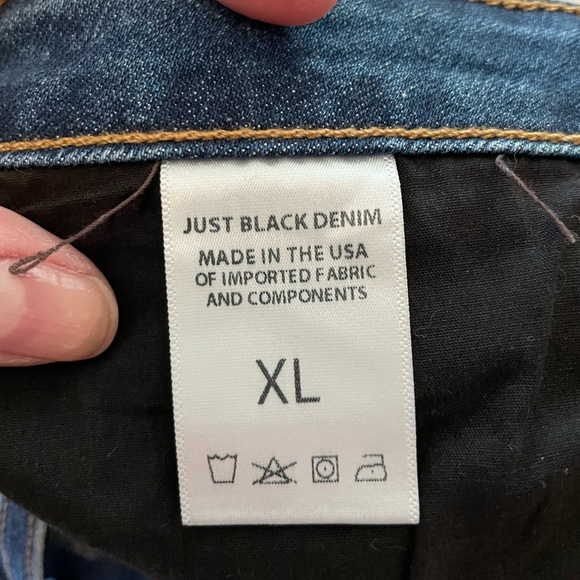 JUST BLACK DENIM
MADE IN THE USA
OF IMPORTED FABRIC
AND COMPONENTS
XL